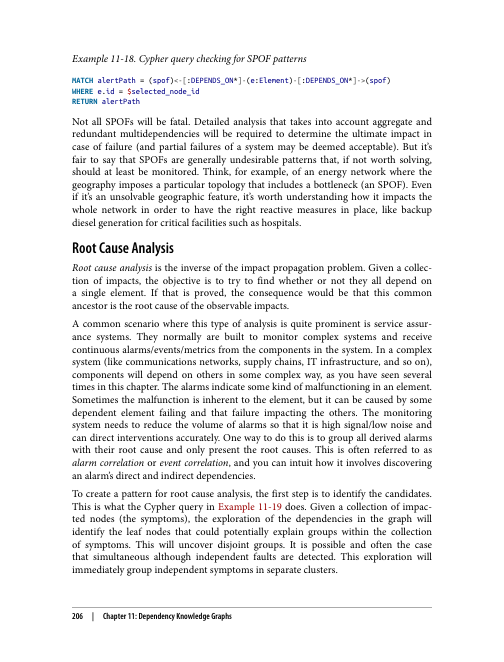 Example 11-18. Cypher query checking for SPOF patterns
MATCH alertPath = (spof)<-[:DEPENDS_ON*]-(e:Element)-[:DEPENDS_ON*]->(spof)
WHERE e.id = $selected_node_id
RETURN alertPath
Not all SPOFs will be fatal. Detailed analysis that takes into account aggregate and
redundant multidependencies will be required to determine the ultimate impact in
case of failure (and partial failures of a system may be deemed acceptable). But it's
fair to say that SPOFs are generally undesirable patterns that, if not worth solving,
should at least be monitored. Think, for example, of an energy network where the
geography imposes a particular topology that includes a bottleneck (an SPOF). Even
if it's an unsolvable geographic feature, it's worth understanding how it impacts the
whole network in order to have the right reactive measures in place, like backup
diesel generation for critical facilities such as hospitals.
Root Cause Analysis
Root cause analysis is the inverse of the impact propagation problem. Given a collec-
tion of impacts, the objective is to try to find whether or not they all depend on
a single element. If that is proved, the consequence would be that this common
ancestor is the root cause of the observable impacts.
A common scenario where this type of analysis is quite prominent is service assur-
ance systems. They normally are built to monitor complex systems and receive
continuous alarms/events/metrics from the components in the system. In a complex
system (like communications networks, supply chains, IT infrastructure, and so on),
components will depend on others in some complex way, as you have seen several
times in this chapter. The alarms indicate some kind of malfunctioning in an element.
Sometimes the malfunction is inherent to the element, but it can be caused by some
dependent element failing and that failure impacting the others. The monitoring
system needs to reduce the volume of alarms so that it is high signal/low noise and
can direct interventions accurately. One way to do this is to group all derived alarms
with their root cause and only present the root causes. This is often referred to as
alarm correlation or event correlation, and you can intuit how it involves discovering
an alarm's direct and indirect dependencies.
To create a pattern for root cause analysis, the first step is to identify the candidates.
This is what the Cypher query in Example 11-19 does. Given a collection of impac-
ted nodes (the symptoms), the exploration of the dependencies in the graph will
identify the leaf nodes that could potentially explain groups within the collection
of symptoms. This will uncover disjoint groups. It is possible and often the case
that simultaneous although independent faults are detected. This exploration will
immediately group independent symptoms in separate clusters.
206 | Chapter 11: Dependency Knowledge Graphs